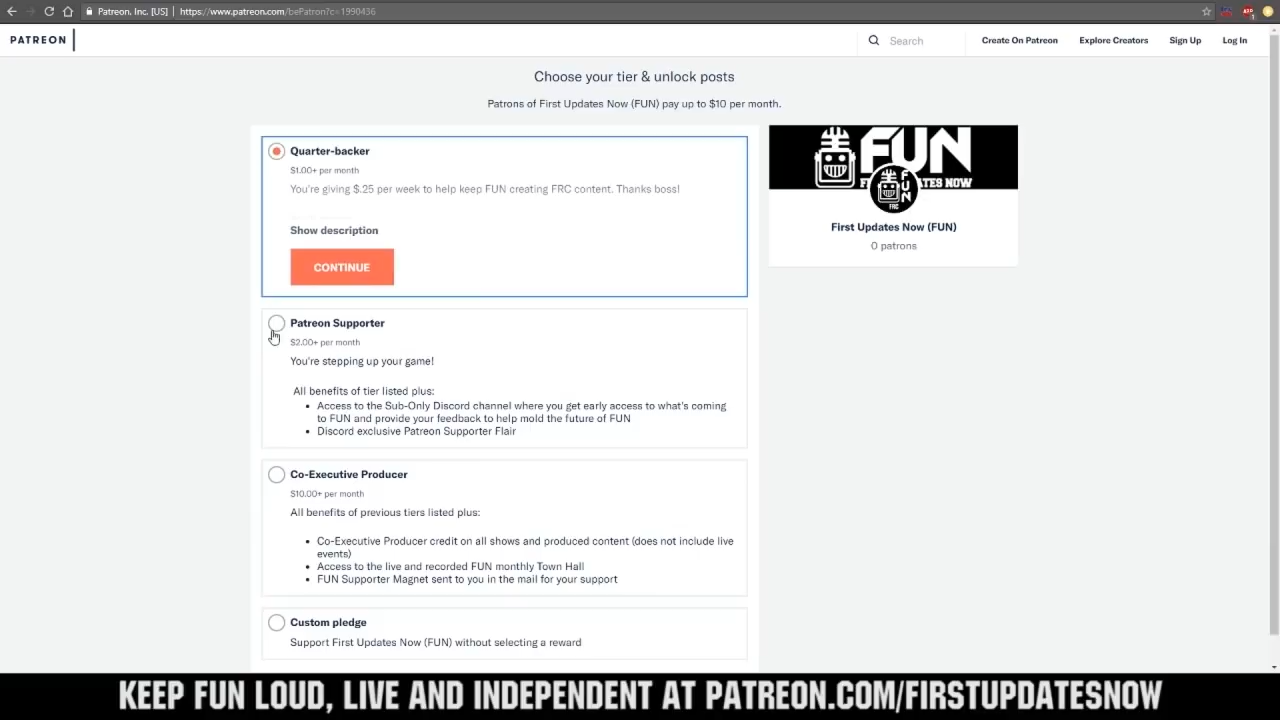 Patreon, Inc. [US] | https://www.patreon.com/bePatron?c=1990436
PATREON
Search
Create On Patreon
Explore Creators
Sign Up
Log In
Choose your tier & unlock posts
Patrons of First Updates Now (FUN) pay up to $10 per month.
Quarter-backer
$1.00+ per month
You're giving $.25 per week to help keep FUN creating FRC content. Thanks boss!
Show description
CONTINUE
Patreon Supporter
$2.00+ per month
You're stepping up your game!
All benefits of tier listed plus:
Access to the Sub-Only Discord channel where you get early access to what's coming
to FUN and provide your feedback to help mold the future of FUN
Discord exclusive Patreon Supporter Flair
Co-Executive Producer
$10.00+ per month
All benefits of previous tiers listed plus:
Co-Executive Producer credit on all shows and produced content (does not include live
events)
Access to the live and recorded FUN monthly Town Hall
FUN Supporter Magnet sent to you in the mail for your support
Custom pledge
Support First Updates Now (FUN) without selecting a reward
FUN
FUN
FRC
First Updates Now (FUN)
0 patrons
KEEP FUN LOUD, LIVE AND INDEPENDENT AT PATREON.COM/FIRSTUPDATESNOW